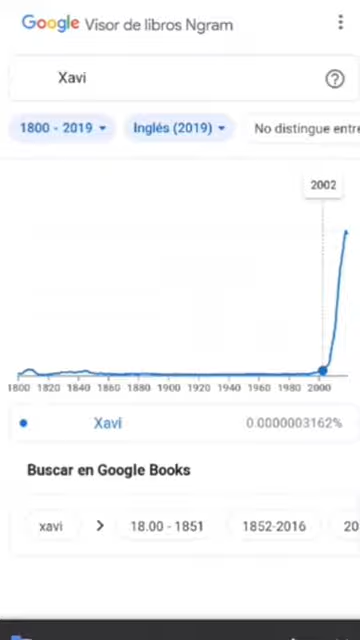 Google Visor de libros Ngram
Xavi
1800 - 2019
Inglés (2019)
No distingue entre
2002
1800 1820 1840 1860 1880 1900 1920 1940 1960 1980 2000
Xavi
0.0000003162%
Buscar en Google Books
xavi
18.00 - 1851
1852-2016
20